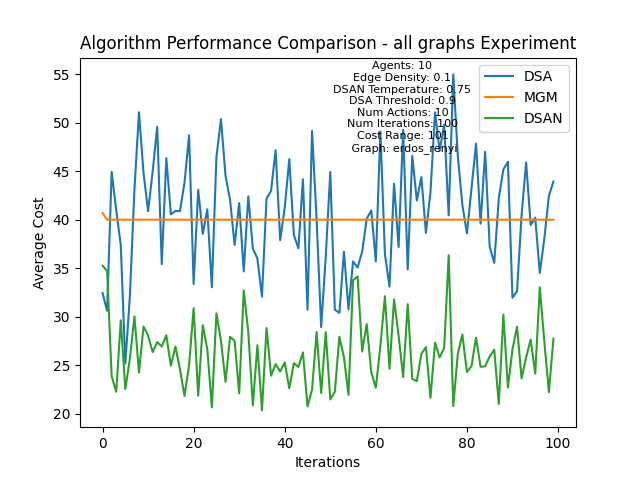 Algorithm Performance Comparison - all graphs Experiment
Agents: 10
Edge Density: 0.1
DSAN Temperature: 0.75
DSA Threshold: 0.9
Num Actions: 10
Num Iterations: 100
Cost Range: 101
Graph: erdos_renyi
DSA
MGM
DSAN
Average Cost
55
50
45
40
35
30
25
20
0
20
40
60
80
100
Iterations